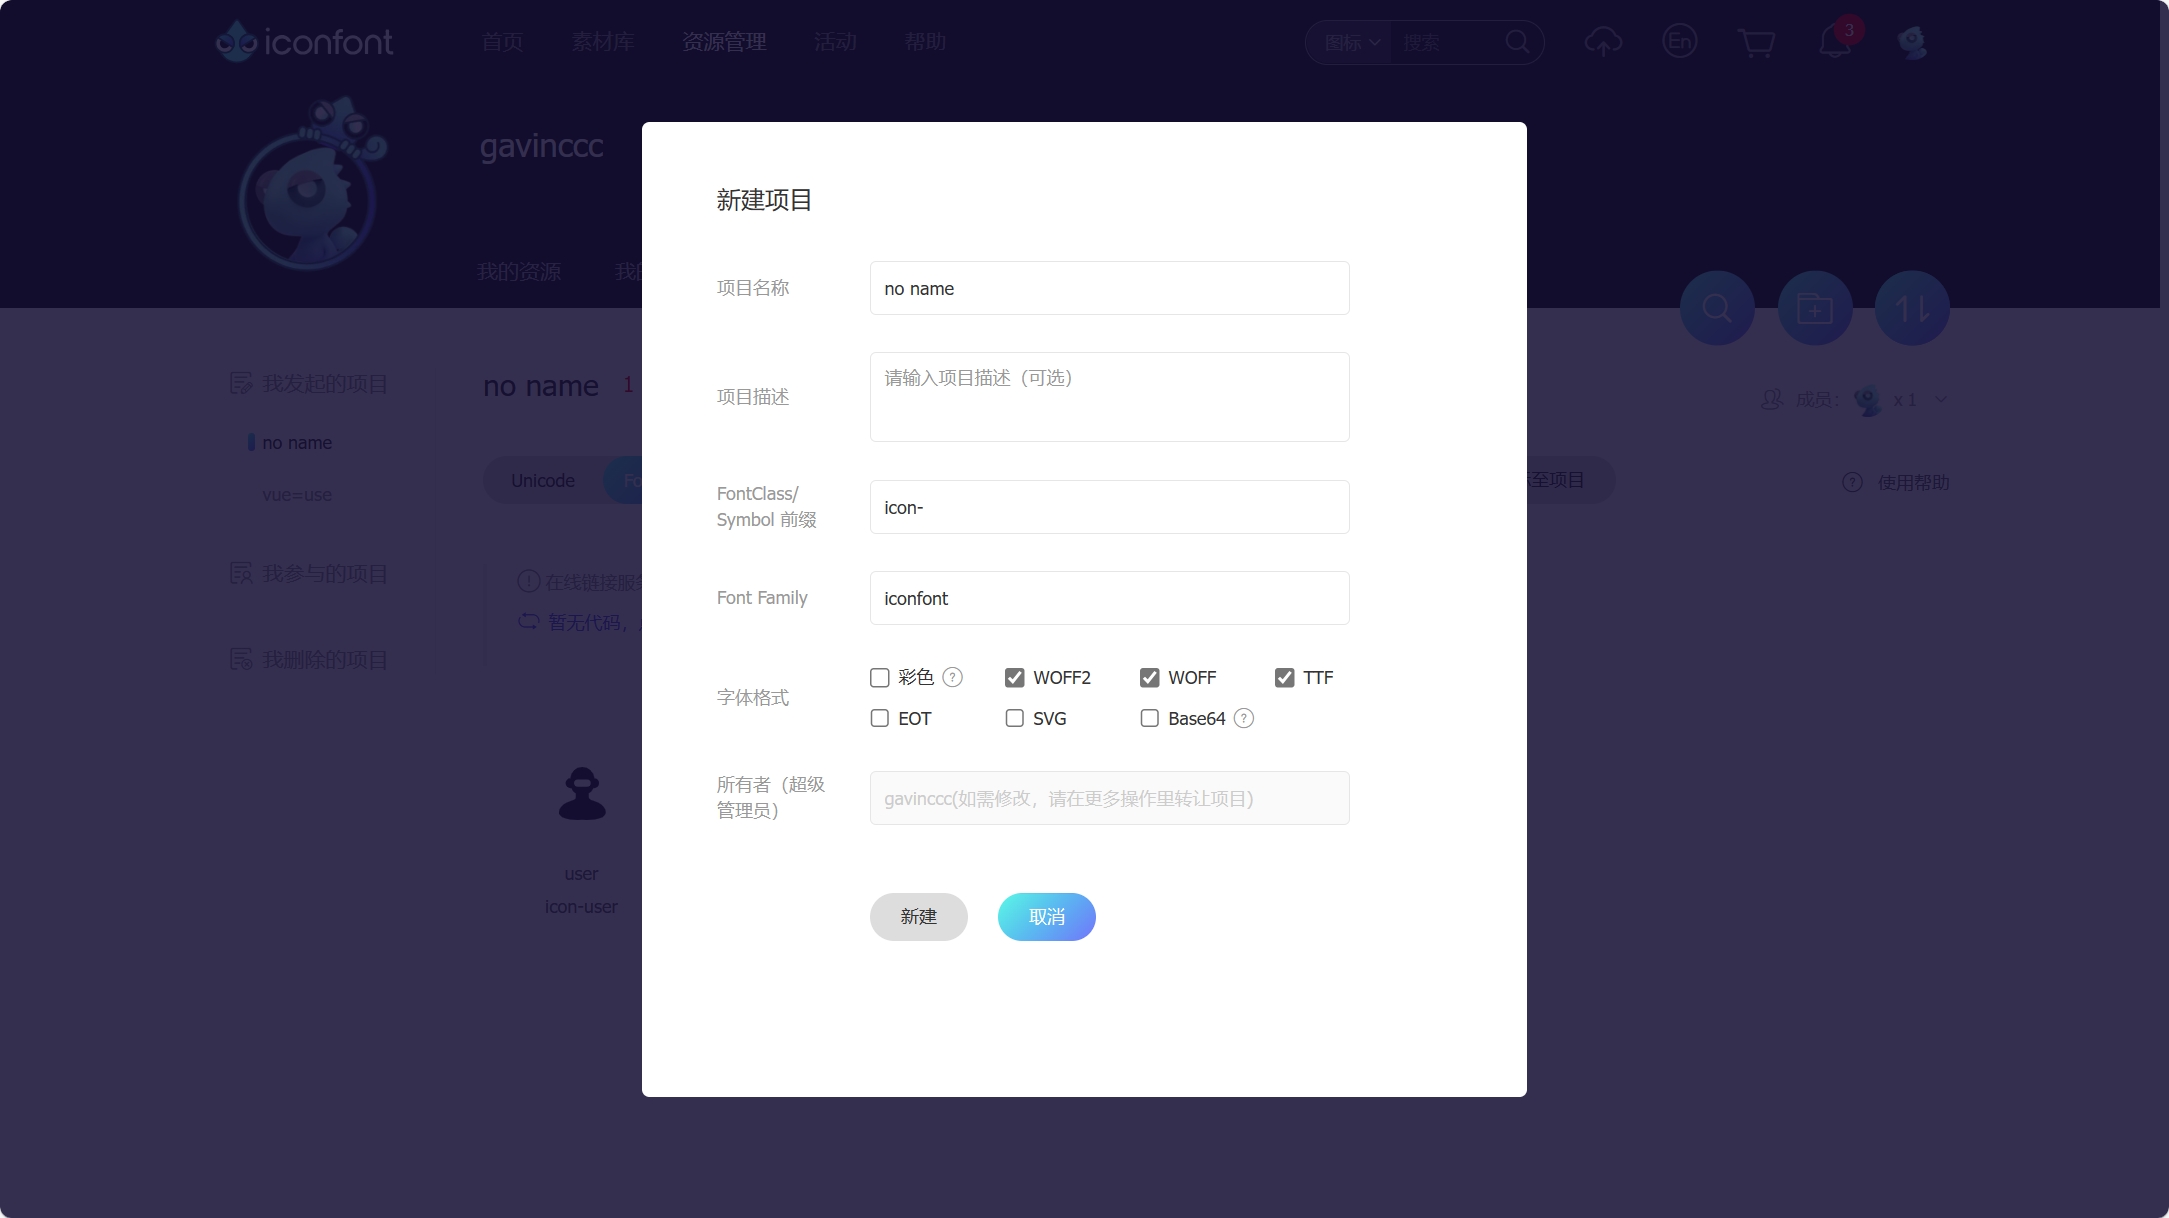 iconfont
首页
素材库
资源管理
活动
帮助
图标
搜索
En
3
gavinccc
我的资源
我的
新建项目
项目名称
no name
项目描述
请输入项目描述（可选）
FontClass/
Symbol 前缀
icon-
Font Family
iconfont
字体格式
彩色 ?
WOFF2
WOFF
TTF
EOT
SVG
Base64 ?
所有者（超级
管理员）
gavinccc(如需修改，请在更多操作里转让项目)
新建
取消
我发起的项目
no name
vue=use
我参与的项目
我删除的项目
no name 1
成员：
x 1
Unicode
Fo
至项目
? 使用帮助
在线链接服务
暂无代码，
user
icon-user